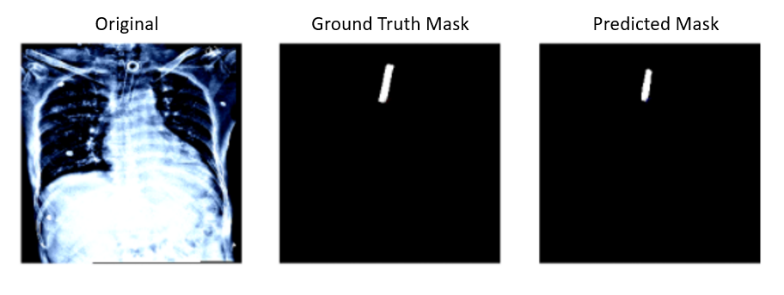 Original
Ground Truth Mask
Predicted Mask